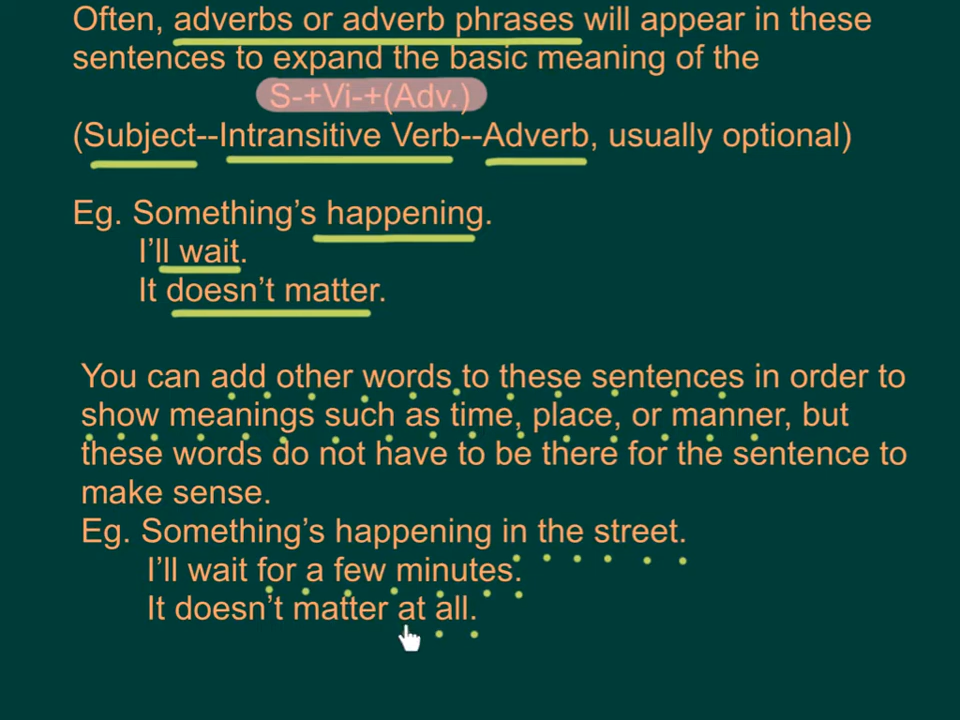 Often, adverbs or adverb phrases will appear in these
sentences to expand the basic meaning of the
S-+Vi-+(Adv.)
(Subject--Intransitive Verb--Adverb, usually optional)
Eg. Something’s happening.
I’ll wait.
It doesn’t matter.
You can add other words to these sentences in order to
show meanings such as time, place, or manner, but
these words do not have to be there for the sentence to
make sense.
Eg. Something’s happening in the street.
I’ll wait for a few minutes.
It doesn’t matter at all.